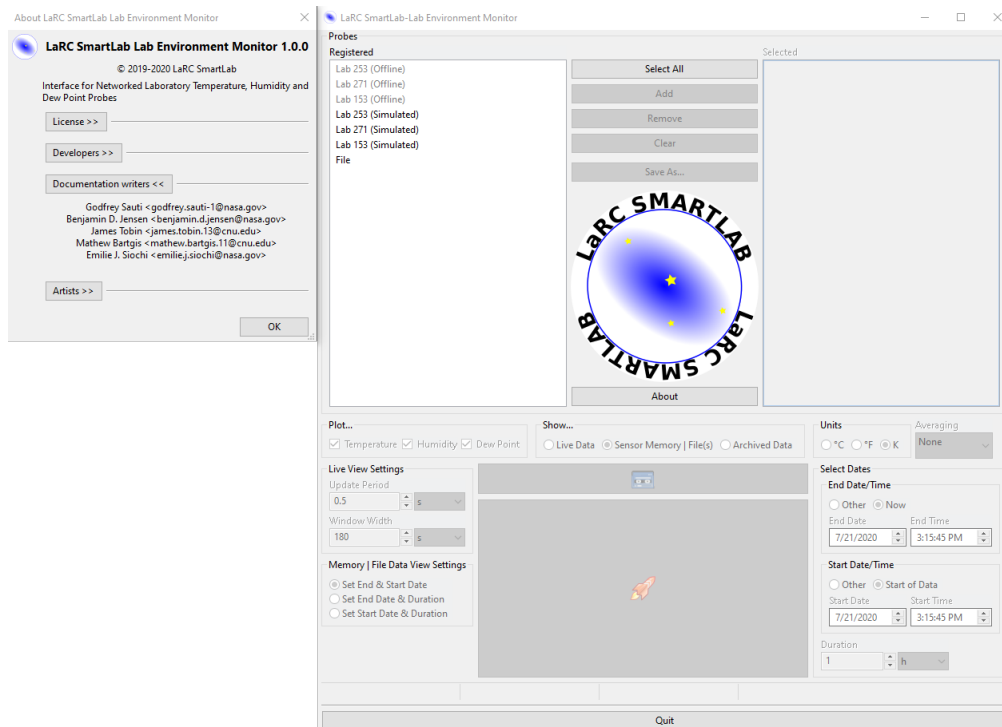 About LaRC SmartLab Lab Environment Monitor
LaRC SmartLab Lab Environment Monitor 1.0.0
© 2019-2020 LaRC SmartLab
Interface for Networked Laboratory Temperature, Humidity and
Dew Point Probes
License >>
Developers >>
Documentation writers <<
Godfrey Sauti <godfrey.sauti-1@nasa.gov>
Benjamin D. Jensen <benjamin.d.jensen@nasa.gov>
James Tobin <james.tobin.13@cnu.edu>
Mathew Bartgis <mathew.bartgis.11@cnu.edu>
Emilie J. Siochi <emilie.j.siochi@nasa.gov>
Artists >>
OK
LaRC SmartLab-Lab Environment Monitor
Probes
Registered
Lab 253 (Offline)
Lab 271 (Offline)
Lab 153 (Offline)
Lab 253 (Simulated)
Lab 271 (Simulated)
Lab 153 (Simulated)
File
Select All
Add
Remove
Clear
Save As...
LaRC SMARTLAB
LaRC SMARTLAB
About
Selected
Plot...
Temperature Humidity Dew Point
Show...
Live Data Sensor Memory | File(s) Archived Data
Units
°C °F K
Averaging
None
Live View Settings
Update Period
0.5 s
Window Width
180 s
Memory | File Data View Settings
Set End & Start Date
Set End Date & Duration
Set Start Date & Duration
Select Dates
End Date/Time
Other Now
End Date End Time
7/21/2020 3:15:45 PM
Start Date/Time
Other Start of Data
Start Date Start Time
7/21/2020 3:15:45 PM
Duration
1 h
Quit